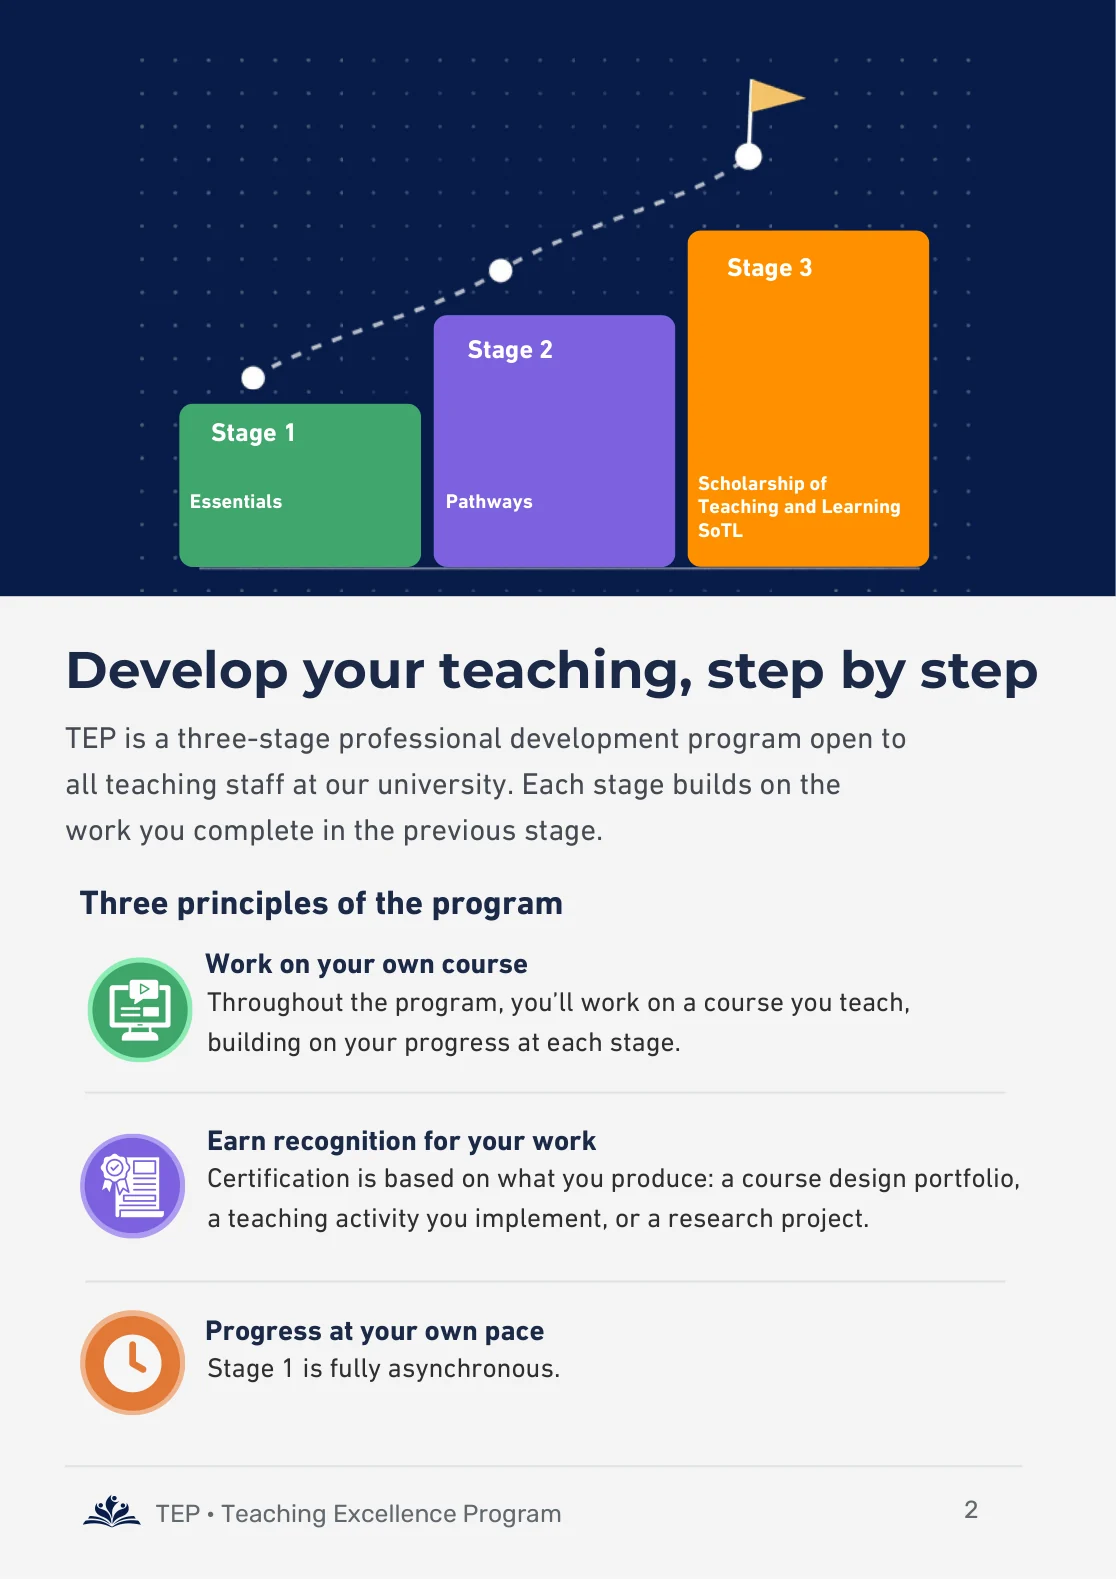 Stage 3
Stage 2
Stage 1
Essentials
Pathways
Scholarship of
Teaching and Learning
SoTL
Develop your teaching, step by step
TEP is a three-stage professional development program open to
all teaching staff at our university. Each stage builds on the
work you complete in the previous stage.
Three principles of the program
Work on your own course
Throughout the program, you’ll work on a course you teach,
building on your progress at each stage.
Earn recognition for your work
Certification is based on what you produce: a course design portfolio,
a teaching activity you implement, or a research project.
Progress at your own pace
Stage 1 is fully asynchronous.
TEP • Teaching Excellence Program
2